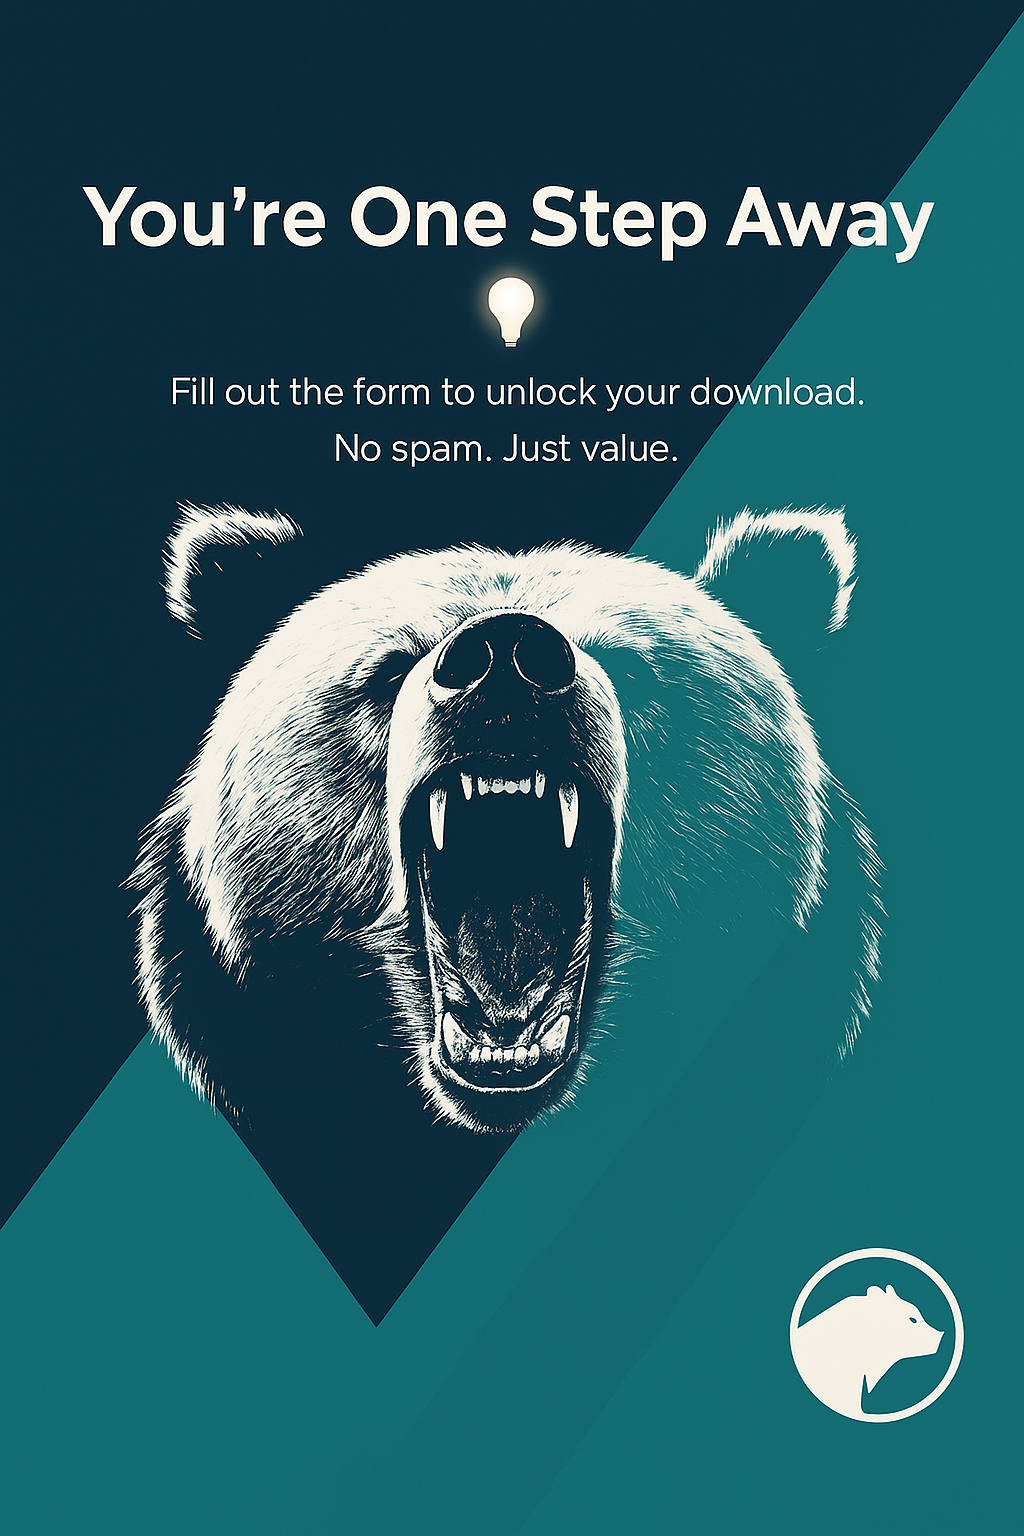 You’re One Step Away
Fill out the form to unlock your download.
No spam. Just value.